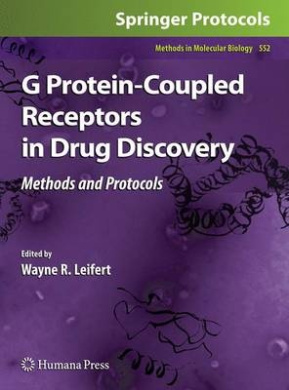 Springer Protocols
Methods in Molecular Biology 552
G Protein-Coupled
Receptors
in Drug Discovery
Methods and Protocols
Edited by
Wayne R. Leifert
Humana Press